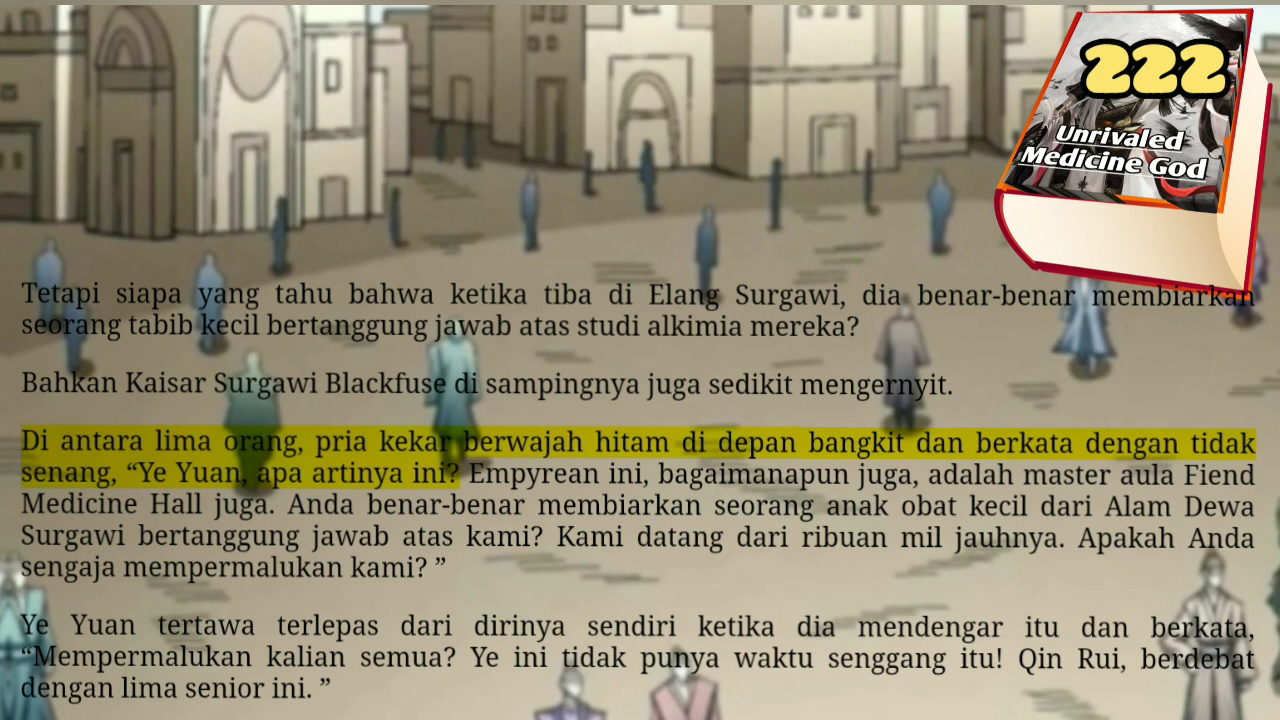 222
Unrivaled
Medicine God
Tetapi siapa yang tahu bahwa ketika tiba di Elang Surgawi, dia benar-benar membiarkan
seorang tabib kecil bertanggung jawab atas studi alkimia mereka?
Bahkan Kaisar Surgawi Blackfuse di sampingnya juga sedikit mengernyit.
Di antara lima orang, pria kekar berwajah hitam di depan bangkit dan berkata dengan tidak
senang, “Ye Yuan, apa artinya ini? Empyrean ini, bagaimanapun juga, adalah master aula Fiend
Medicine Hall juga. Anda benar-benar membiarkan seorang anak obat kecil dari Alam Dewa
Surgawi bertanggung jawab atas kami? Kami datang dari ribuan mil jauhnya. Apakah Anda
sengaja mempermalukan kami? ”
Ye Yuan tertawa terlepas dari dirinya sendiri ketika dia mendengar itu dan berkata,
“Mempermalukan kalian semua? Ye ini tidak punya waktu senggang itu! Qin Rui, berdebat
dengan lima senior ini. ”